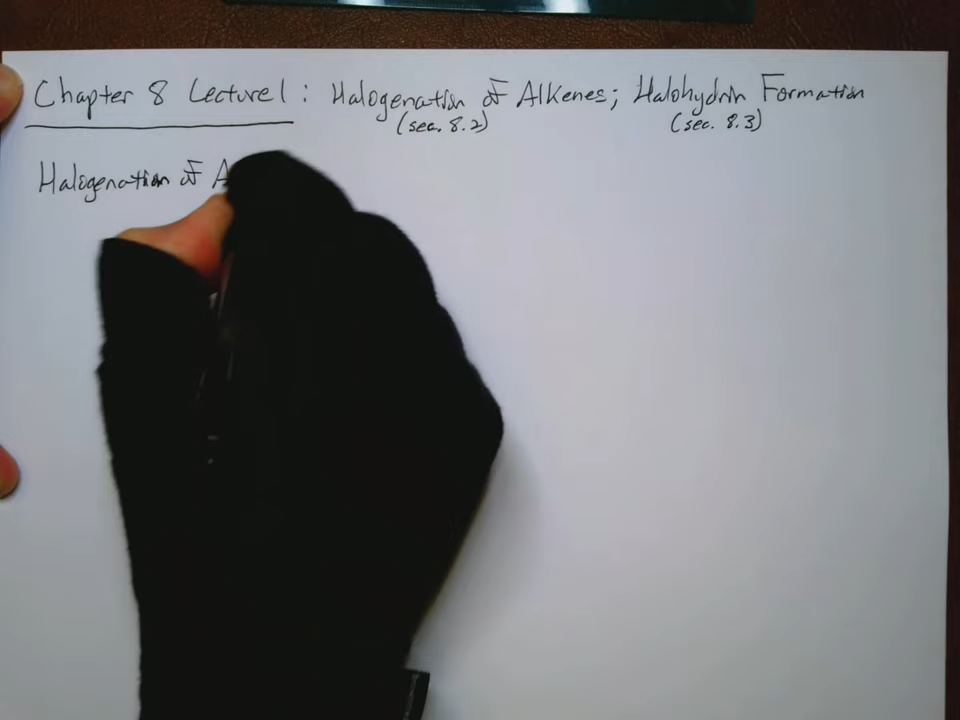 Chapter 8 Lecture 1 : Halogenation of Alkenes; Halohydrin Formation
(sec. 8.2) (sec. 8.3)
Halogenation of A